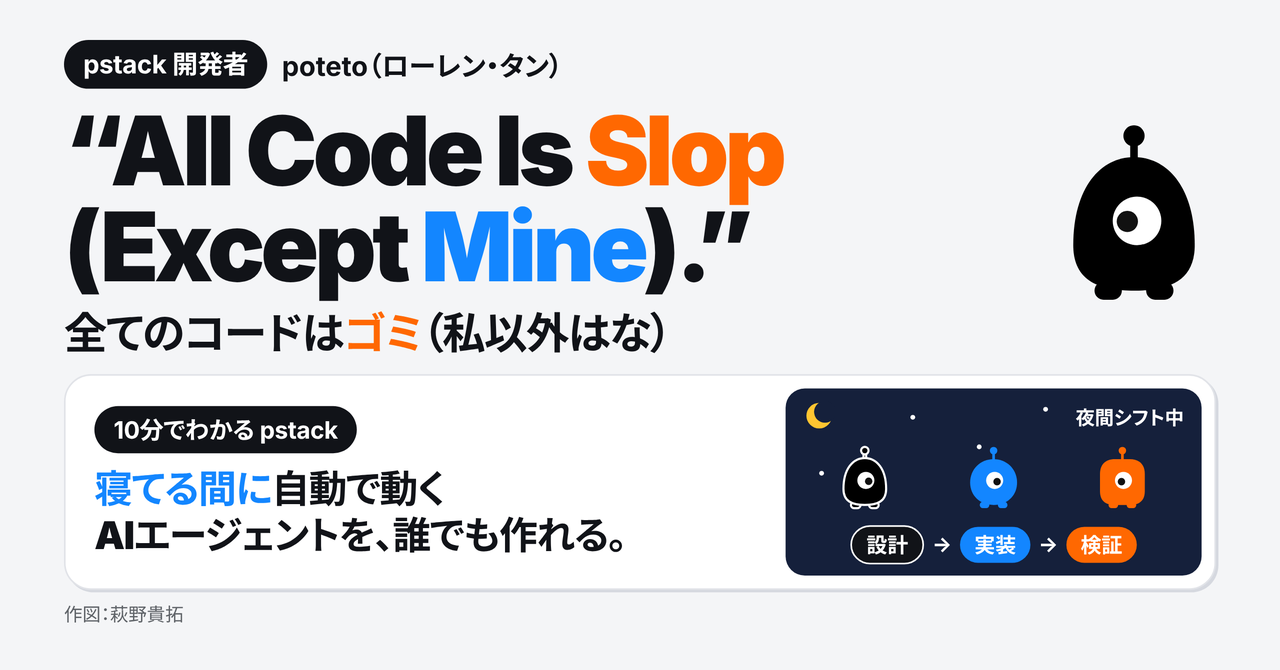 pstack 開発者 poteto（ローレン・タン）
“All Code Is Slop
(Except Mine).”
全てのコードはゴミ（私以外はな）
10分でわかる pstack
寝てる間に自動で動く
AIエージェントを、誰でも作れる。
夜間シフト中
設計 → 実装 → 検証
作図：萩野貴拓